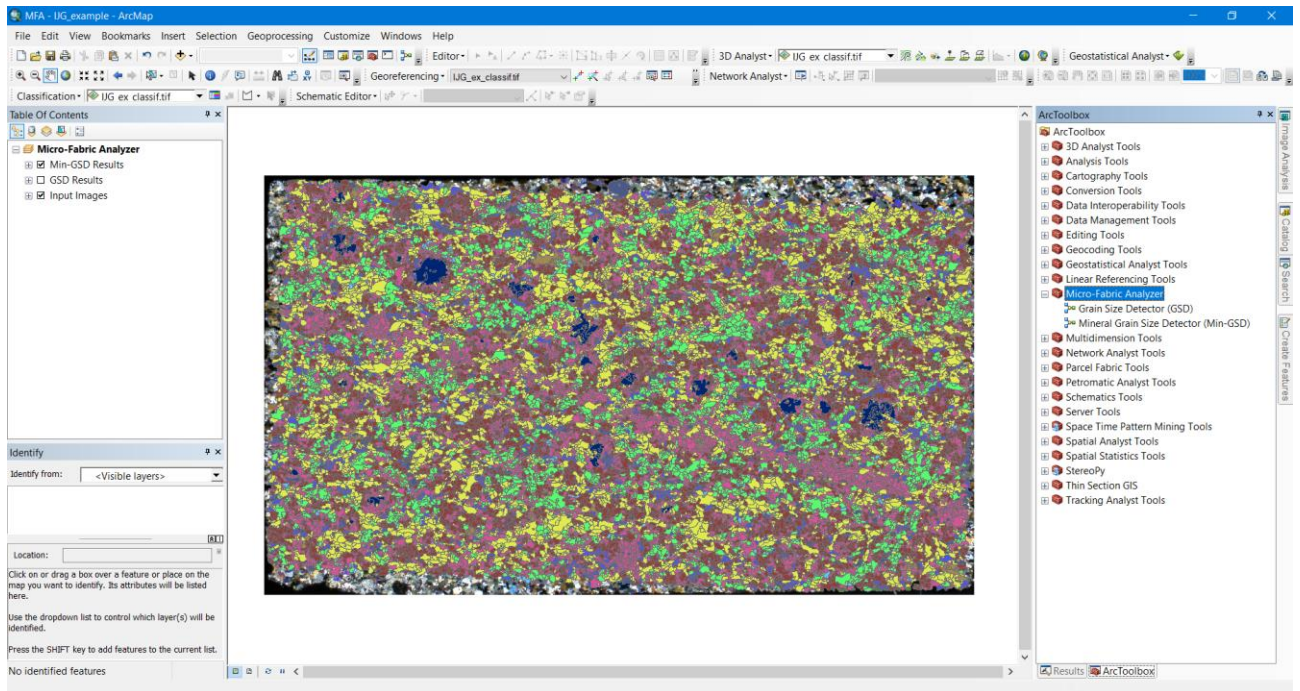 MFA - IJG_example - ArcMap
File Edit View Bookmarks Insert Selection Geoprocessing Customize Windows Help
Editor 3D Analyst IJG ex classif.tif Geostatistical Analyst
Georeferencing IJG_ex_classif.tif Network Analyst
Classification IJG ex classif.tif Schematic Editor
Table Of Contents
Micro-Fabric Analyzer
Min-GSD Results
GSD Results
Input Images
Identify
Identify from: <Visible layers>
Location:
Click on or drag a box over a feature or place on the
map you want to identify. Its attributes will be listed
here.
Use the dropdown list to control which layer(s) will be
identified.
Press the SHIFT key to add features to the current list.
No identified features
ArcToolbox
ArcToolbox
3D Analyst Tools
Analysis Tools
Cartography Tools
Conversion Tools
Data Interoperability Tools
Data Management Tools
Editing Tools
Geocoding Tools
Geostatistical Analyst Tools
Linear Referencing Tools
Micro-Fabric Analyzer
Grain Size Detector (GSD)
Mineral Grain Size Detector (Min-GSD)
Multidimension Tools
Network Analyst Tools
Parcel Fabric Tools
Petromatic Analyst Tools
Schematics Tools
Server Tools
Space Time Pattern Mining Tools
Spatial Analyst Tools
Spatial Statistics Tools
StereoPy
Thin Section GIS
Tracking Analyst Tools
Results ArcToolbox
Image Analysis
Catalog
Search
Create Features